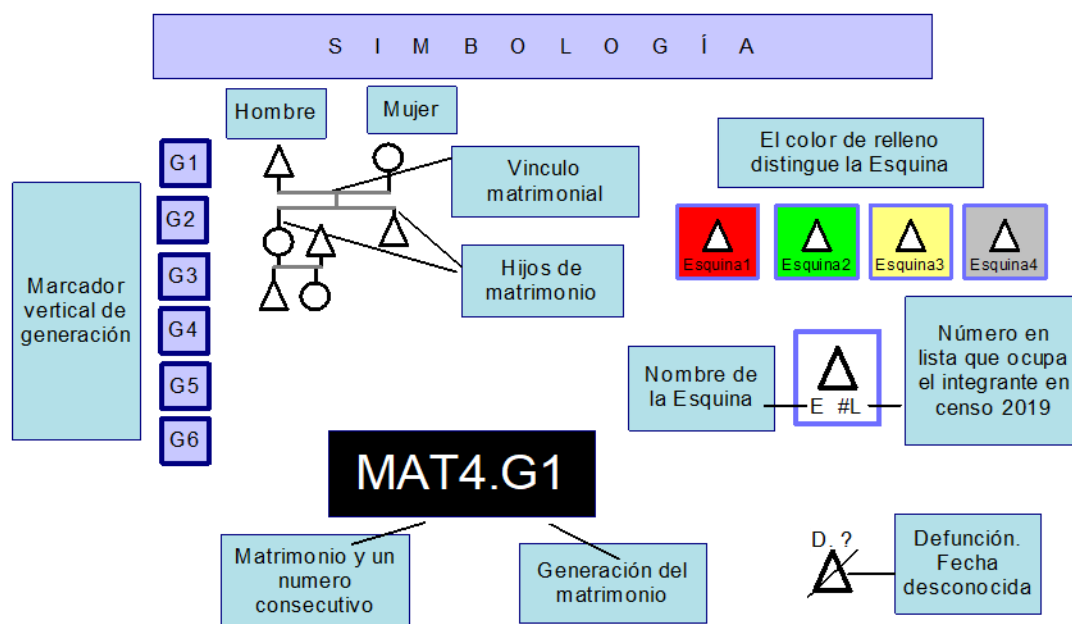 S I M B O L O G Í A
Hombre
Mujer
G1
G2
G3
G4
G5
G6
Marcador
vertical de
generación
Vinculo
matrimonial
Hijos de
matrimonio
El color de relleno
distingue la Esquina
Esquina1
Esquina2
Esquina3
Esquina4
Nombre de
la Esquina
E #L
Número en
lista que ocupa
el integrante en
censo 2019
MAT4.G1
Matrimonio y un
numero
consecutivo
Generación del
matrimonio
D. ?
Defunción.
Fecha
desconocida